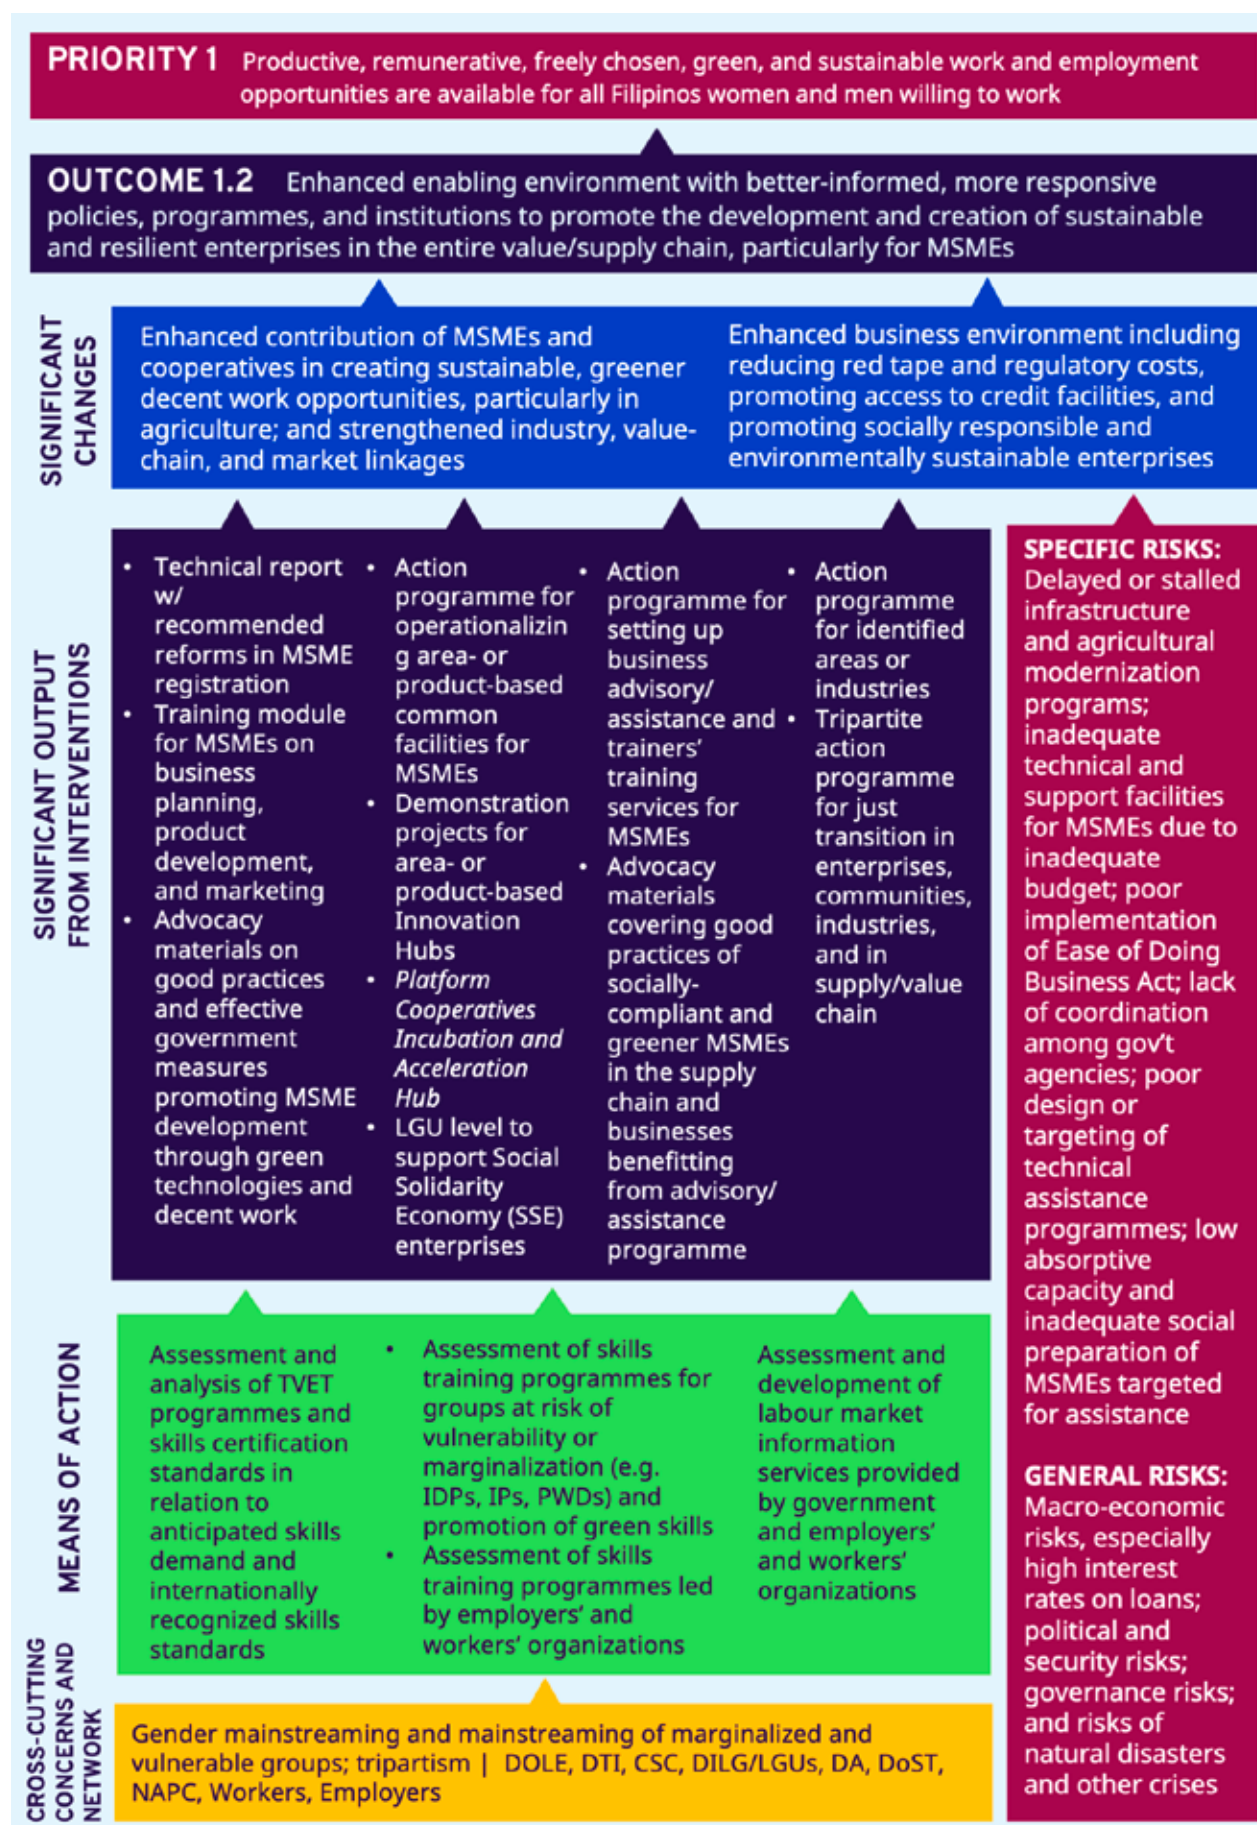 PRIORITY 1 Productive, remunerative, freely chosen, green, and sustainable work and employment
opportunities are available for all Filipinos women and men willing to work
OUTCOME 1.2 Enhanced enabling environment with better-informed, more responsive
policies, programmes, and institutions to promote the development and creation of sustainable
and resilient enterprises in the entire value/supply chain, particularly for MSMEs
SIGNIFICANT
CHANGES
Enhanced contribution of MSMEs and
cooperatives in creating sustainable, greener
decent work opportunities, particularly in
agriculture; and strengthened industry, value-
chain, and market linkages
Enhanced business environment including
reducing red tape and regulatory costs,
promoting access to credit facilities, and
promoting socially responsible and
environmentally sustainable enterprises
SIGNIFICANT OUTPUT
FROM INTERVENTIONS
• Technical report
w/
recommended
reforms in MSME
registration
• Training module
for MSMEs on
business
planning,
product
development,
and marketing
• Advocacy
materials on
good practices
and effective
government
measures
promoting MSME
development
through green
technologies and
decent work
• Action
programme for
operationalizin
g area- or
product-based
common
facilities for
MSMEs
• Demonstration
projects for
area- or
product-based
Innovation
Hubs
• Platform
Cooperatives
Incubation and
Acceleration
Hub
• LGU level to
support Social
Solidarity
Economy (SSE)
enterprises
• Action
programme for
setting up
business
advisory/
assistance and
trainers’
training
services for
MSMEs
• Advocacy
materials
covering good
practices of
socially-
compliant and
greener MSMEs
in the supply
chain and
businesses
benefitting
from advisory/
assistance
programme
• Action
programme
for identified
areas or
industries
• Tripartite
action
programme
for just
transition in
enterprises,
communities,
industries,
and in
supply/value
chain
SPECIFIC RISKS:
Delayed or stalled
infrastructure
and agricultural
modernization
programs;
inadequate
technical and
support facilities
for MSMEs due to
inadequate
budget; poor
implementation
of Ease of Doing
Business Act; lack
of coordination
among gov’t
agencies; poor
design or
targeting of
technical
assistance
programmes; low
absorptive
capacity and
inadequate social
preparation of
MSMEs targeted
for assistance
GENERAL RISKS:
Macro-economic
risks, especially
high interest
rates on loans;
political and
security risks;
governance risks;
and risks of
natural disasters
and other crises
MEANS OF ACTION
Assessment and
analysis of TVET
programmes and
skills certification
standards in
relation to
anticipated skills
demand and
internationally
recognized skills
standards
• Assessment of skills
training programmes for
groups at risk of
vulnerability or
marginalization (e.g.
IDPs, IPs, PWDs) and
promotion of green skills
• Assessment of skills
training programmes led
by employers’ and
workers’ organizations
Assessment and
development of
labour market
information
services provided
by government
and employers’
and workers’
organizations
CROSS-CUTTING
CONCERNS AND
NETWORK
Gender mainstreaming and mainstreaming of marginalized and
vulnerable groups; tripartism | DOLE, DTI, CSC, DILG/LGUs, DA, DoST,
NAPC, Workers, Employers